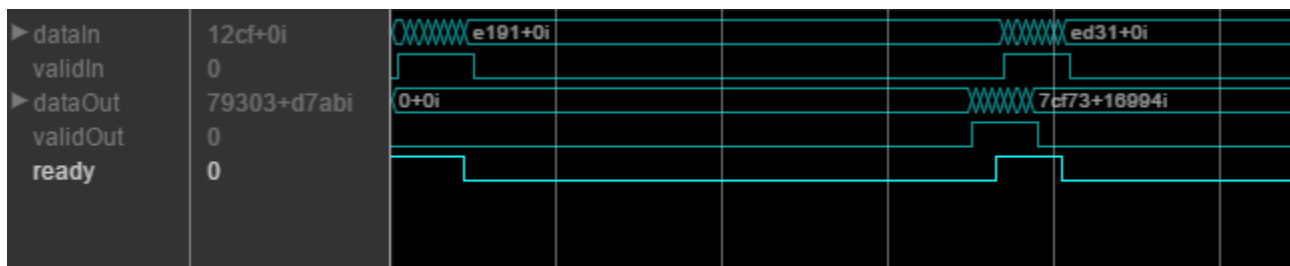 dataIn 12cf+0i e191+0i ed31+0i
validIn 0
dataOut 79303+d7abi 0+0i 7cf73+16994i
validOut 0
ready 0